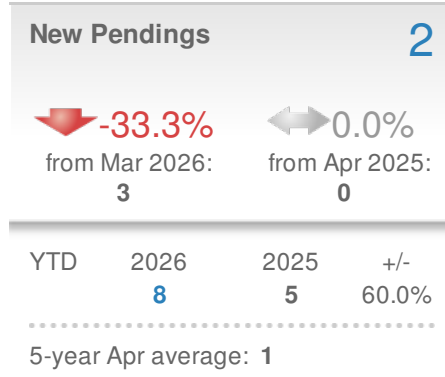 New Pendings 2
-33.3% 0.0%
from Mar 2026: from Apr 2025:
3 0
YTD 2026 2025 +/-
8 5 60.0%
5-year Apr average: 1